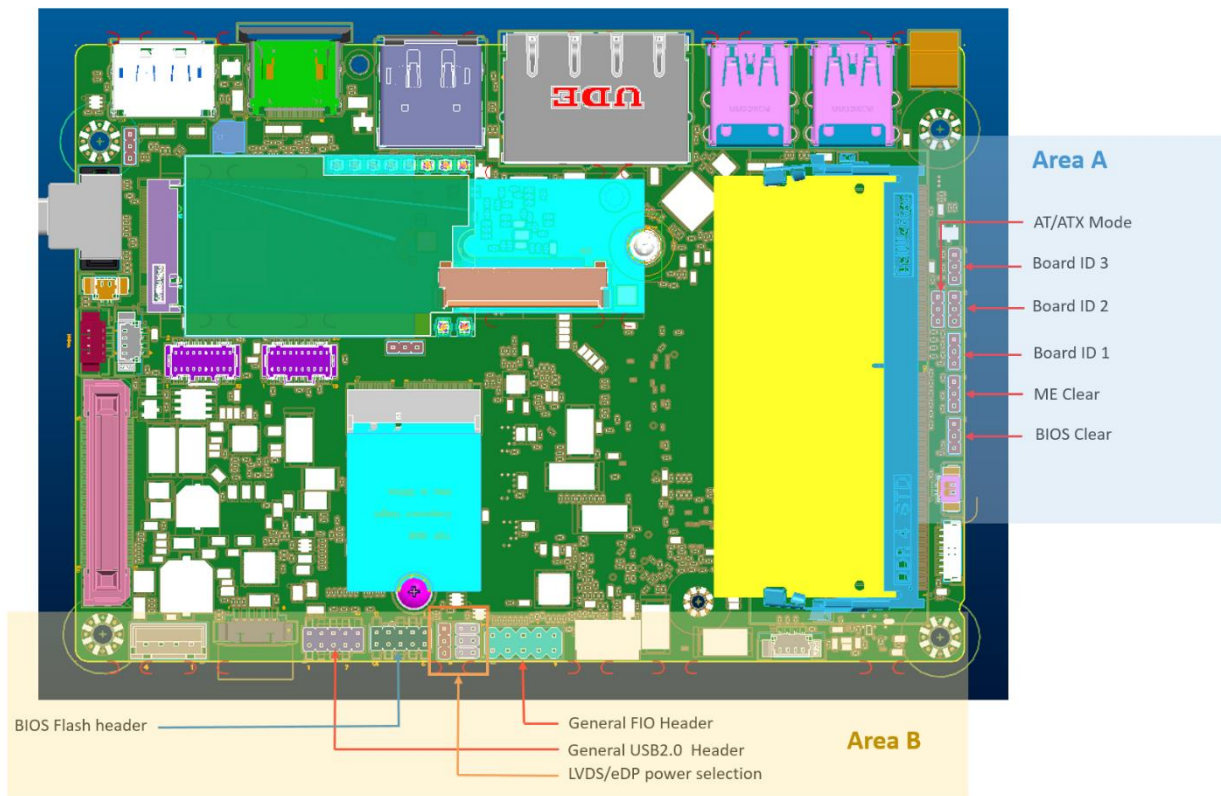 UDE
Area A
AT/ATX Mode
Board ID 3
Board ID 2
Board ID 1
ME Clear
BIOS Clear
BIOS Flash header
General FIO Header
General USB2.0 Header
LVDS/eDP power selection
Area B